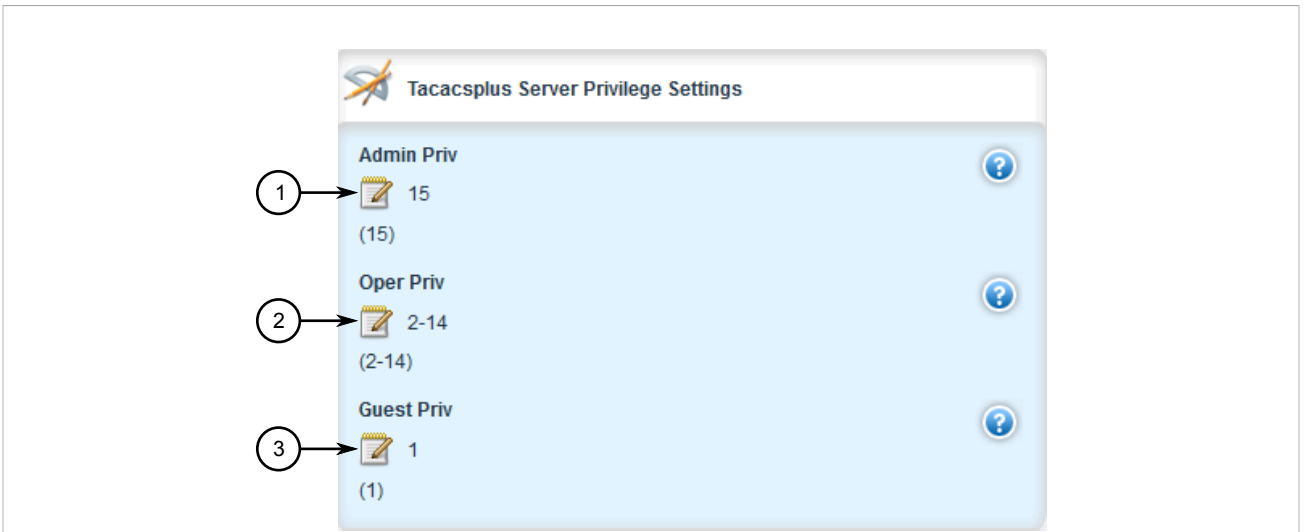 Tacacsplus Server Privilege Settings
Admin Priv
1
15
(15)
Oper Priv
2
2-14
(2-14)
Guest Priv
3
1
(1)